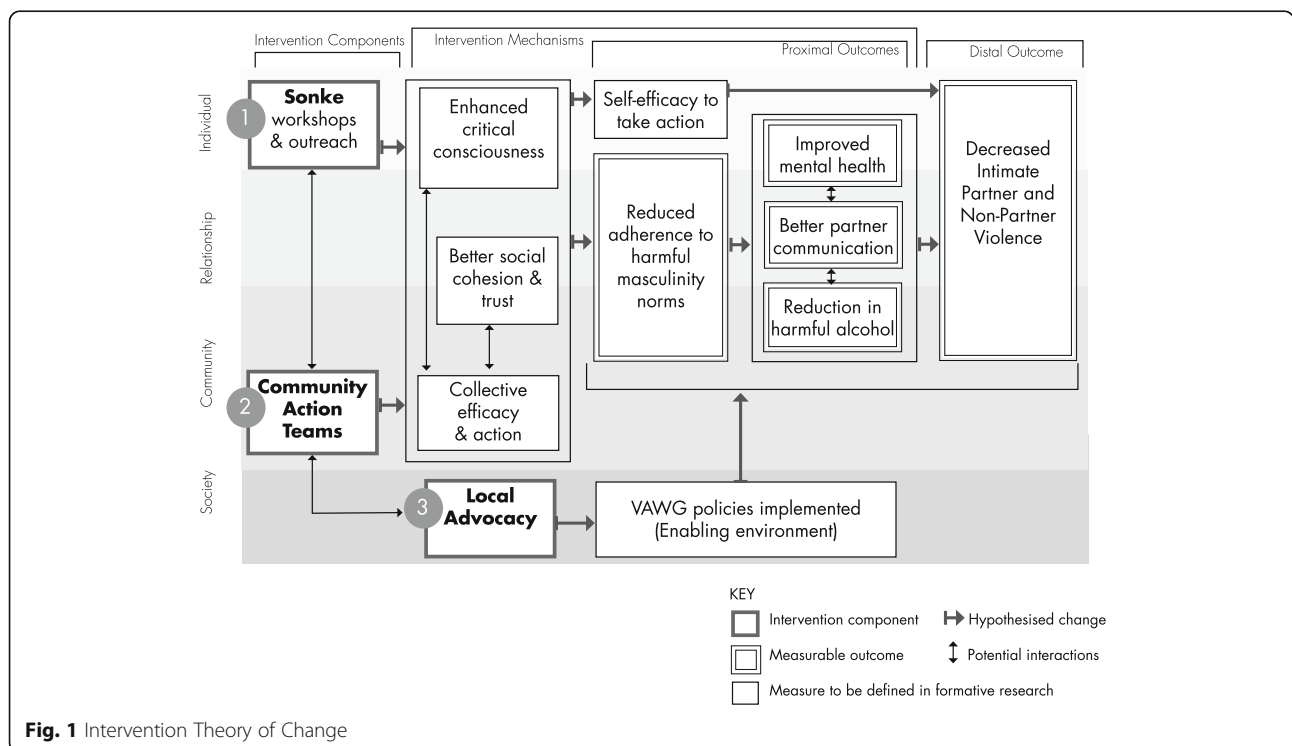 Intervention Components
Intervention Mechanisms
Proximal Outcomes
Distal Outcome
Individual
Relationship
Community
Society
1
Sonke
workshops
& outreach
Enhanced
critical
consciousness
Self-efficacy to
take action
Improved
mental health
Decreased
Intimate
Partner and
Non-Partner
Violence
Reduced
adherence to
harmful
masculinity
norms
Better partner
communication
Better social
cohesion &
trust
Reduction in
harmful alcohol
2
Community
Action
Teams
Collective
efficacy
& action
3
Local
Advocacy
VAWG policies implemented
(Enabling environment)
KEY
Intervention component
Hypothesised change
Measurable outcome
Potential interactions
Measure to be defined in formative research
Fig. 1 Intervention Theory of Change